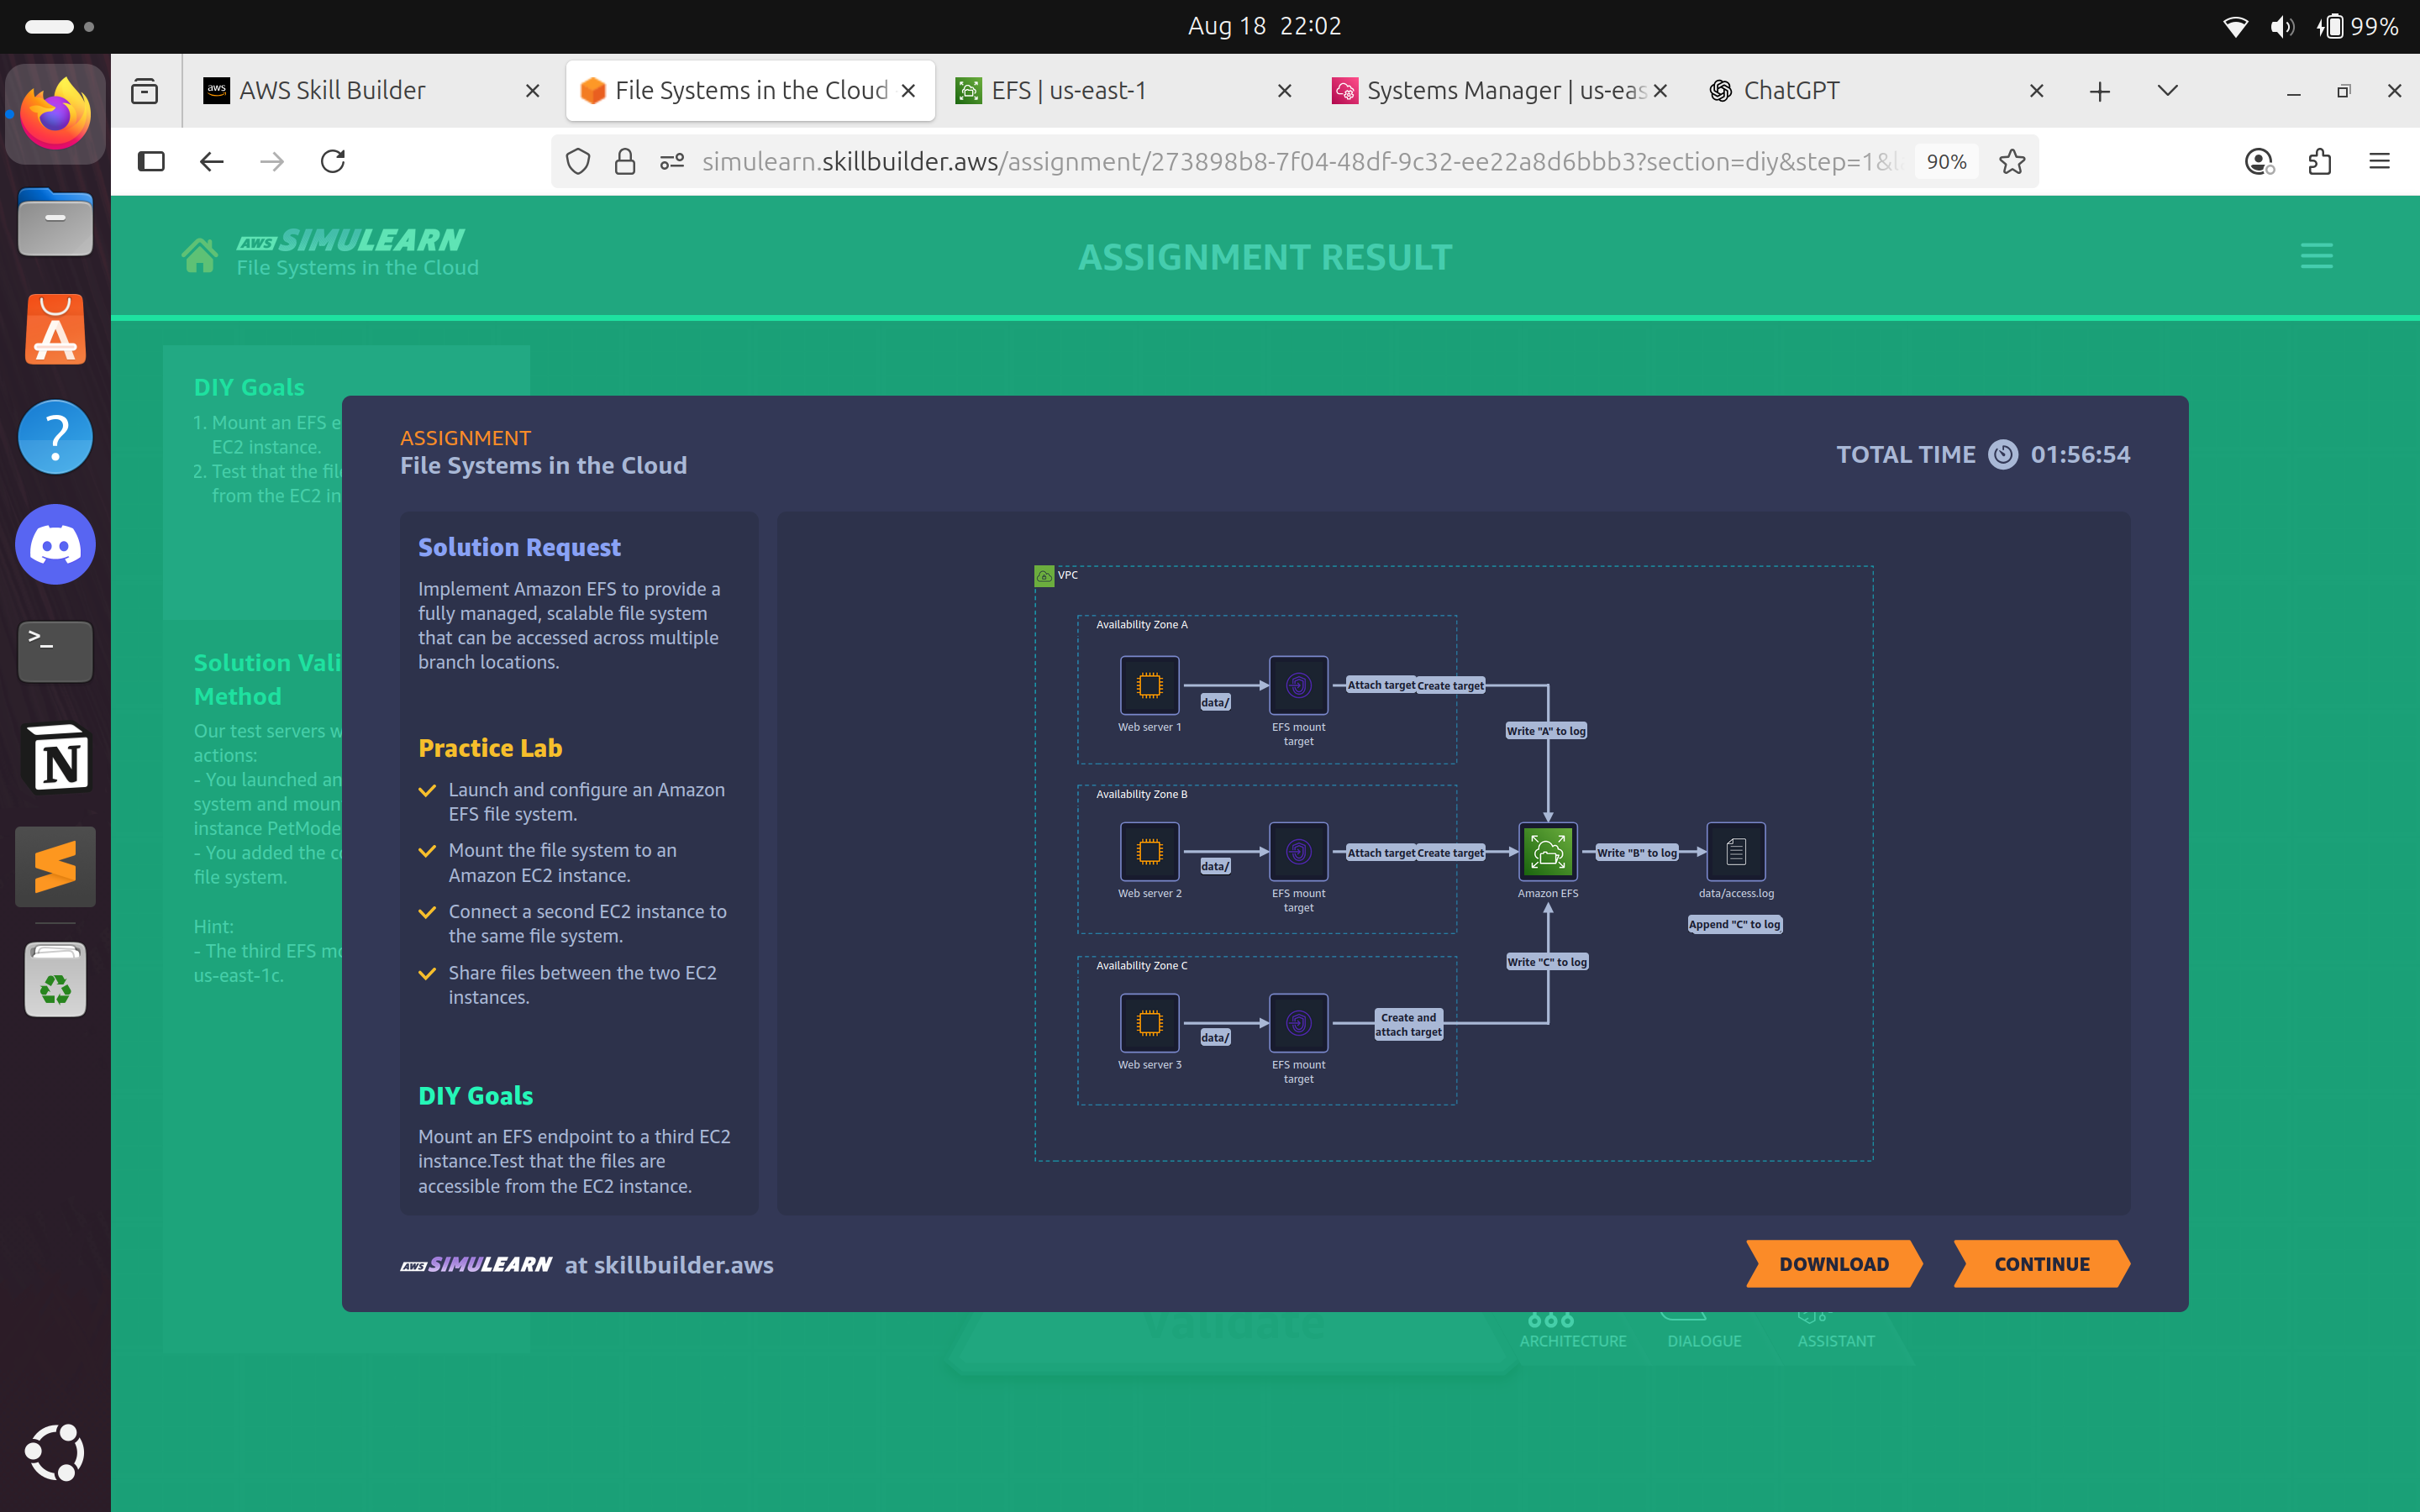 Aug 18 22:02
99%
AWS Skill Builder
File Systems in the Cloud
EFS | us-east-1
Systems Manager | us-eas
ChatGPT
simulearn.skillbuilder.aws/assignment/273898b8-7f04-48df-9c32-ee22a8d6bbb3?section=diy&step=1&l
90%
aws SIMULEARN
File Systems in the Cloud
ASSIGNMENT RESULT
DIY Goals
1. Mount an EFS e
EC2 instance.
2. Test that the file
from the EC2 in
Solution Vali
Method
Our test servers w
actions:
- You launched an
system and moun
instance PetMode
- You added the co
file system.
Hint:
- The third EFS mo
us-east-1c.
ASSIGNMENT
File Systems in the Cloud
TOTAL TIME 01:56:54
Solution Request
Implement Amazon EFS to provide a
fully managed, scalable file system
that can be accessed across multiple
branch locations.
Practice Lab
Launch and configure an Amazon
EFS file system.
Mount the file system to an
Amazon EC2 instance.
Connect a second EC2 instance to
the same file system.
Share files between the two EC2
instances.
DIY Goals
Mount an EFS endpoint to a third EC2
instance.Test that the files are
accessible from the EC2 instance.
VPC
Availability Zone A
Web server 1
data/
EFS mount
target
Attach target
Create target
Write "A" to log
Availability Zone B
Web server 2
data/
EFS mount
target
Attach target
Create target
Amazon EFS
Write "B" to log
data/access.log
Append "C" to log
Availability Zone C
Web server 3
data/
EFS mount
target
Create and
attach target
Write "C" to log
aws SIMULEARN at skillbuilder.aws
DOWNLOAD
CONTINUE
Validate
ARCHITECTURE
DIALOGUE
ASSISTANT